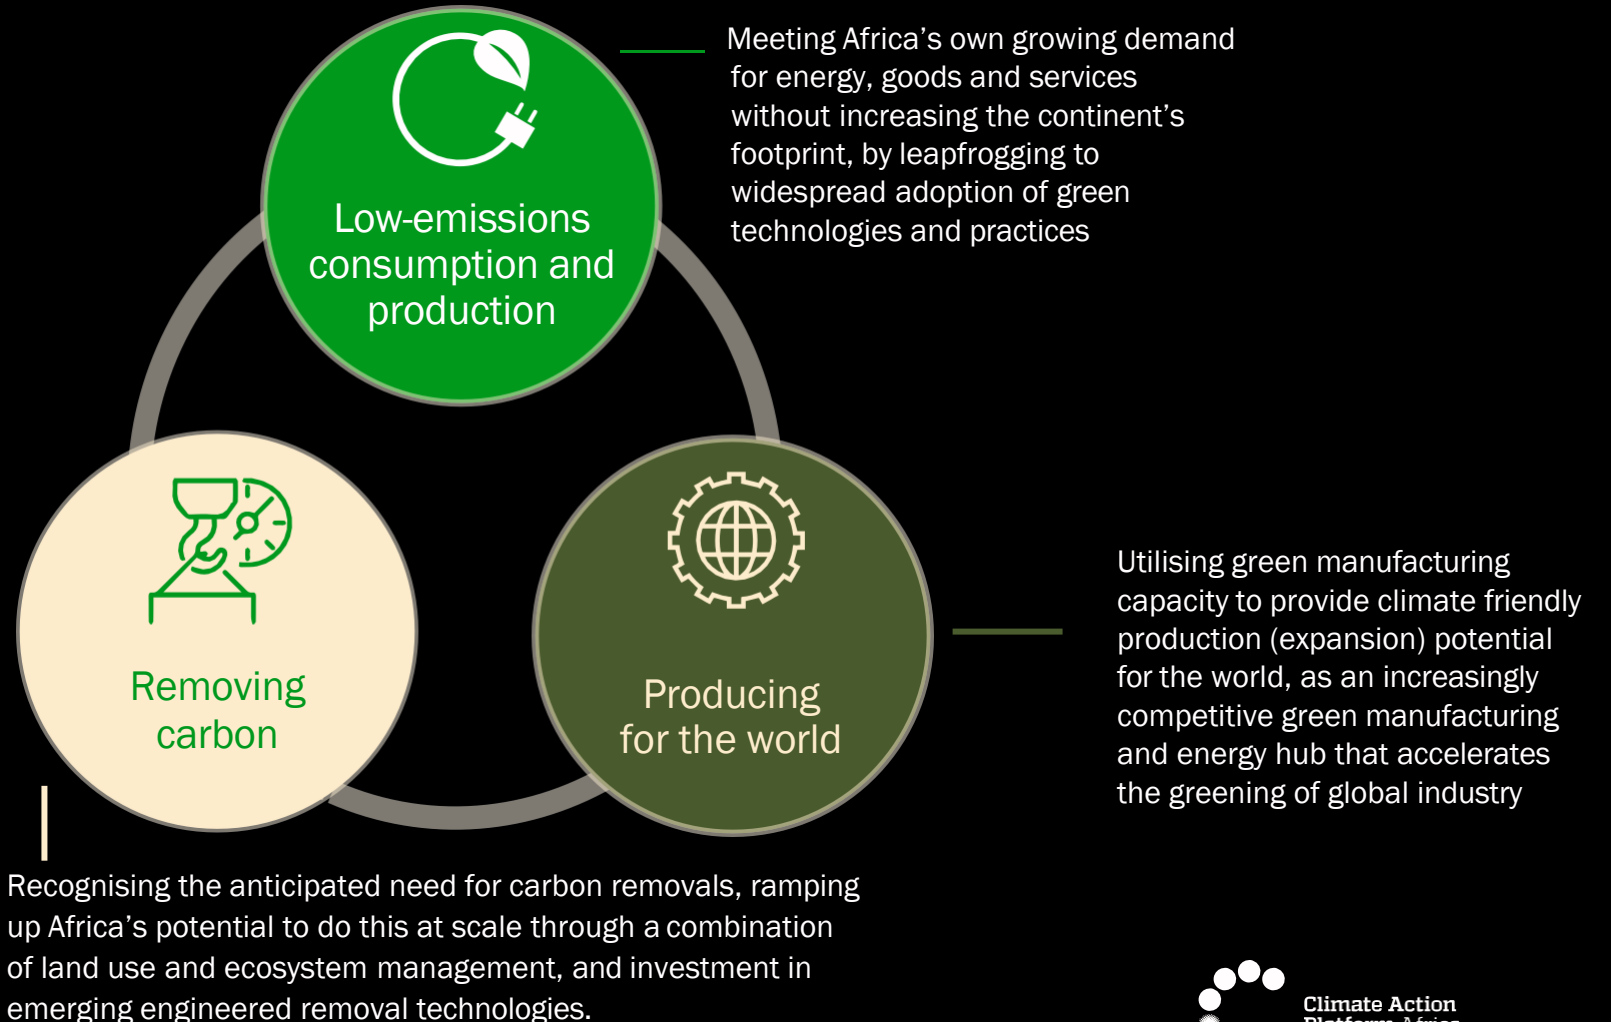 Meeting Africa's own growing demand
for energy, goods and services
without increasing the continent's
footprint, by leapfrogging to
widespread adoption of green
technologies and practices
Low-emissions
consumption and
production
Removing
carbon
Producing
for the world
Utilising green manufacturing
capacity to provide climate friendly
production (expansion) potential
for the world, as an increasingly
competitive green manufacturing
and energy hub that accelerates
the greening of global industry
Recognising the anticipated need for carbon removals, ramping
up Africa's potential to do this at scale through a combination
of land use and ecosystem management, and investment in
emerging engineered removal technologies.
Climate Action
Platform Africa